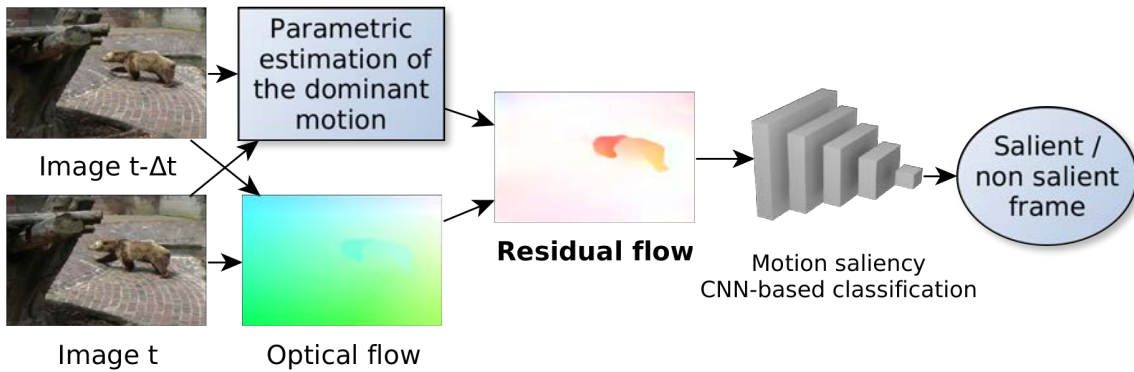 Parametric
estimation of
the dominant
motion
Image t-Δt
Image t
Optical flow
Residual flow
Motion saliency
CNN-based classification
Salient /
non salient
frame